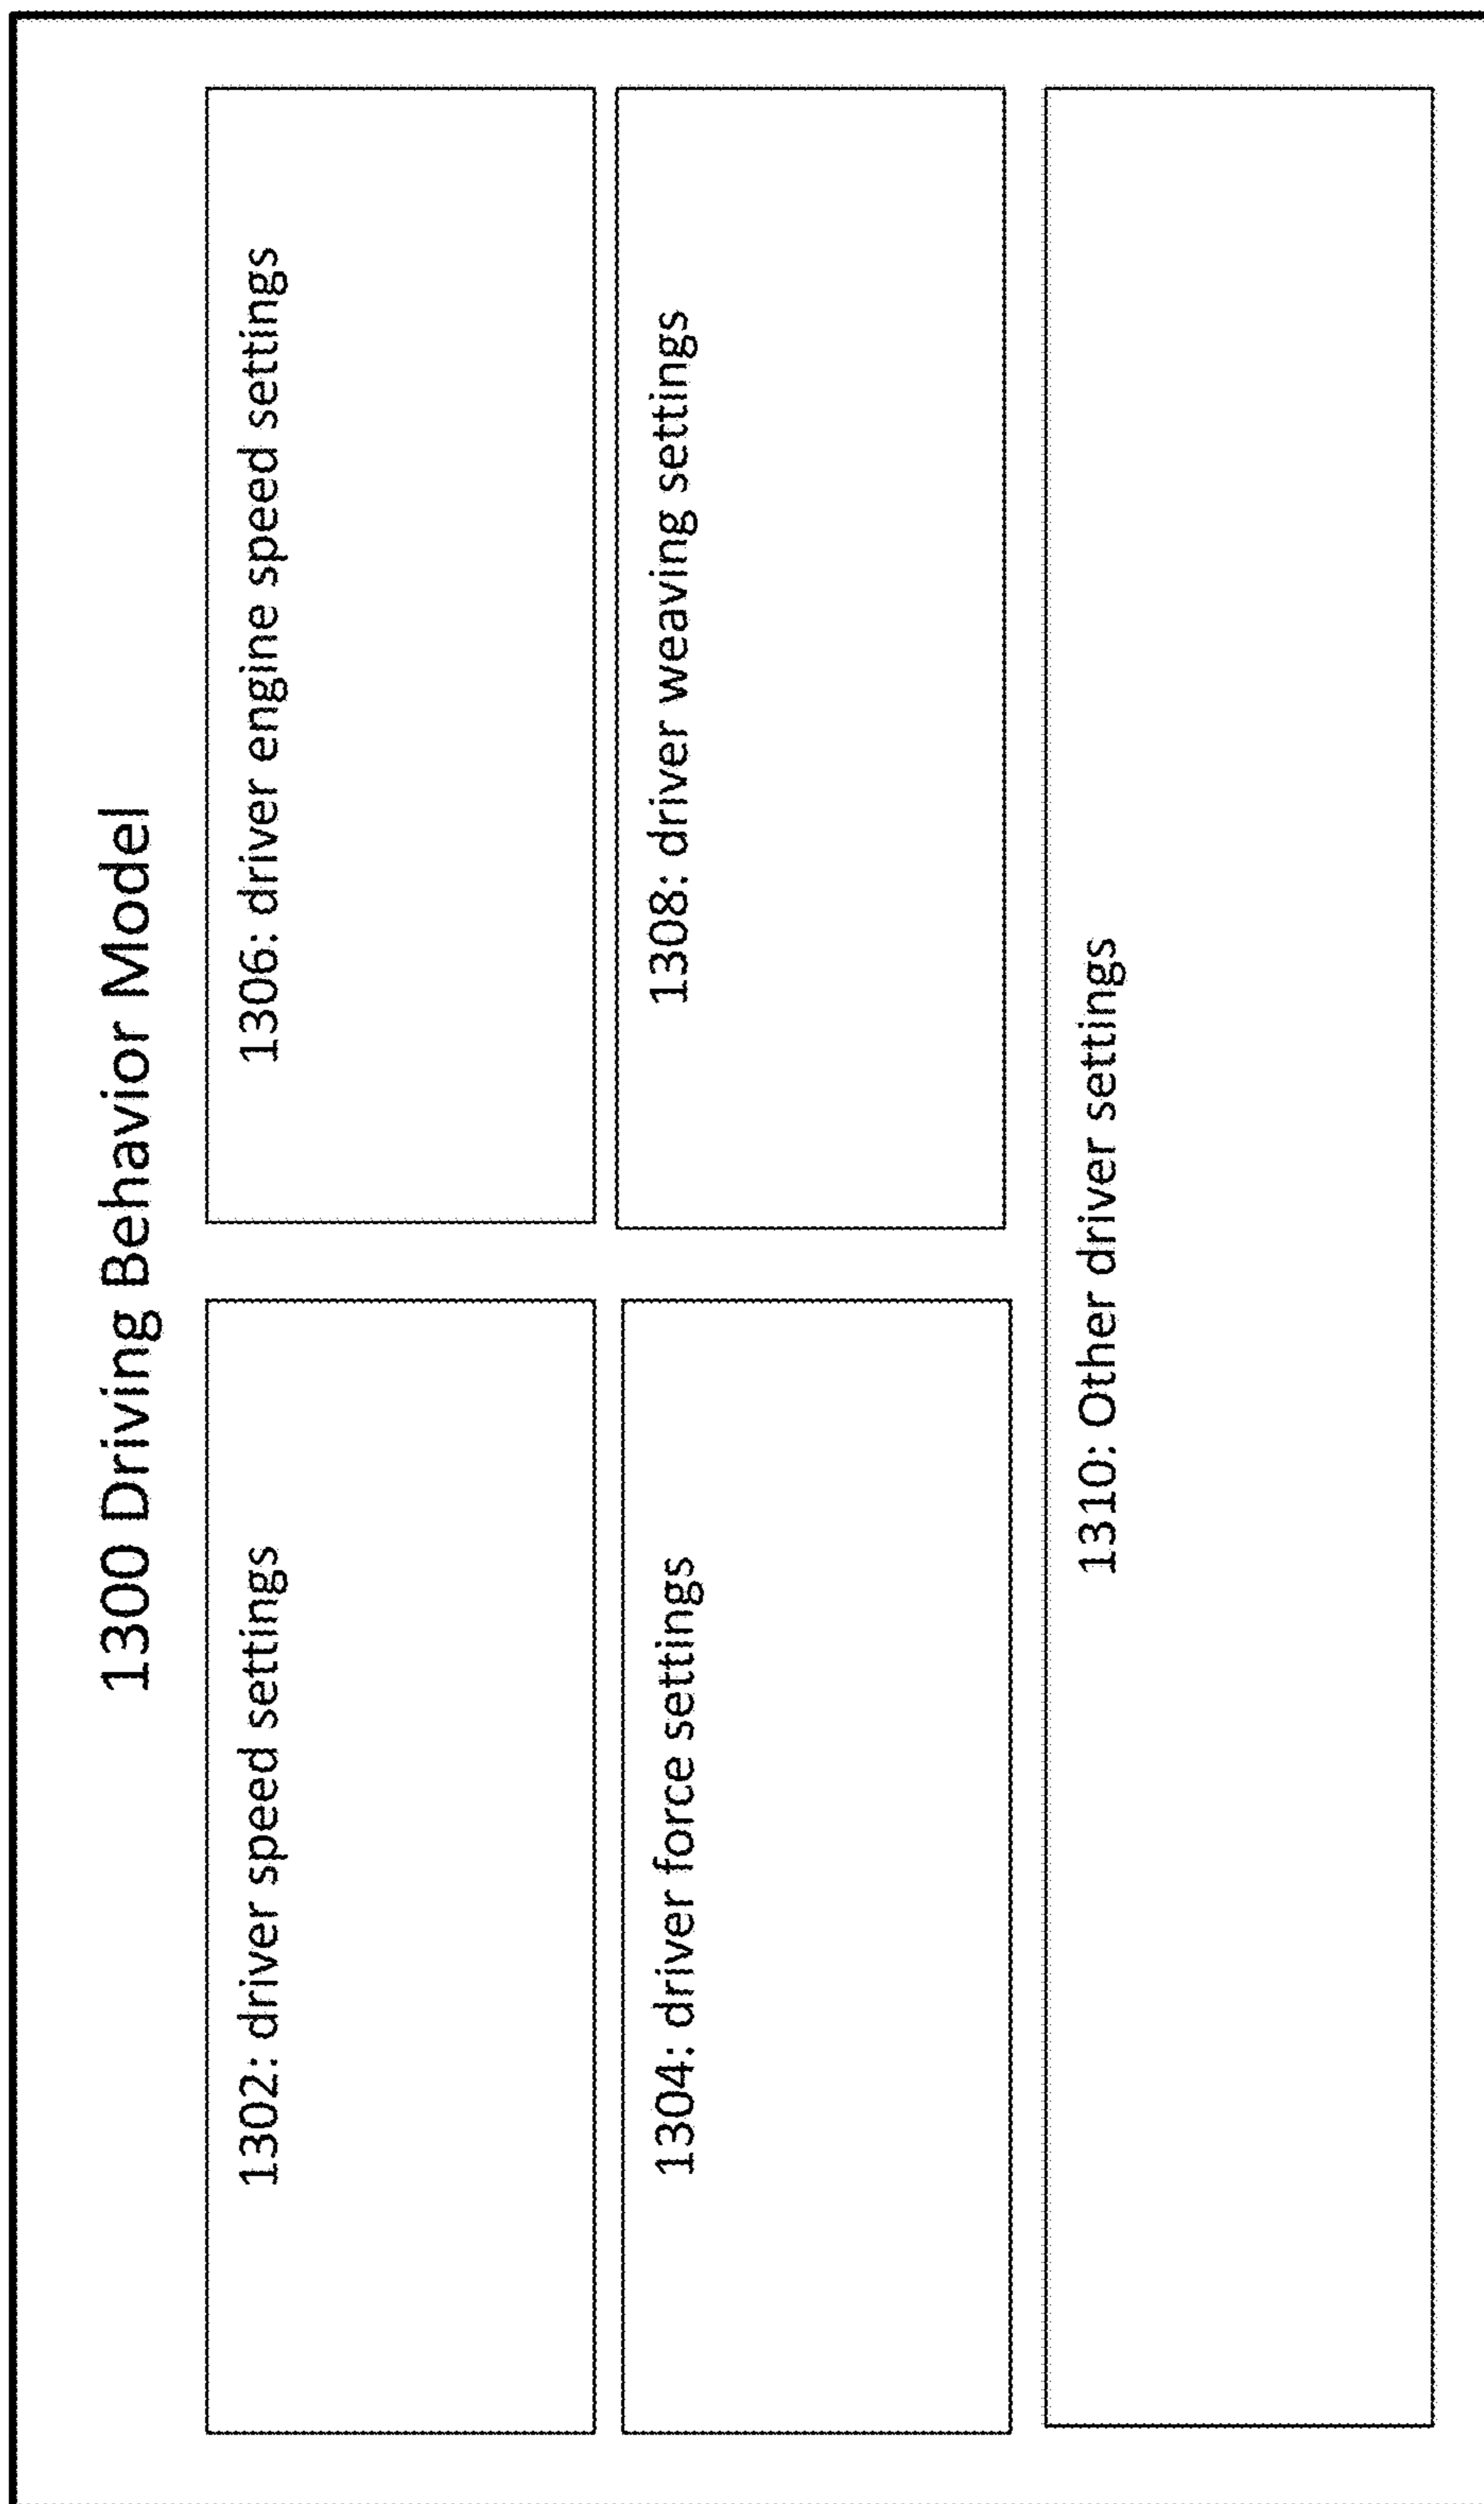 1300 Driving Behavior Model
1302: driver speed settings
1306: driver engine speed settings
1304: driver force settings
1308: driver weaving settings
1310: Other driver settings